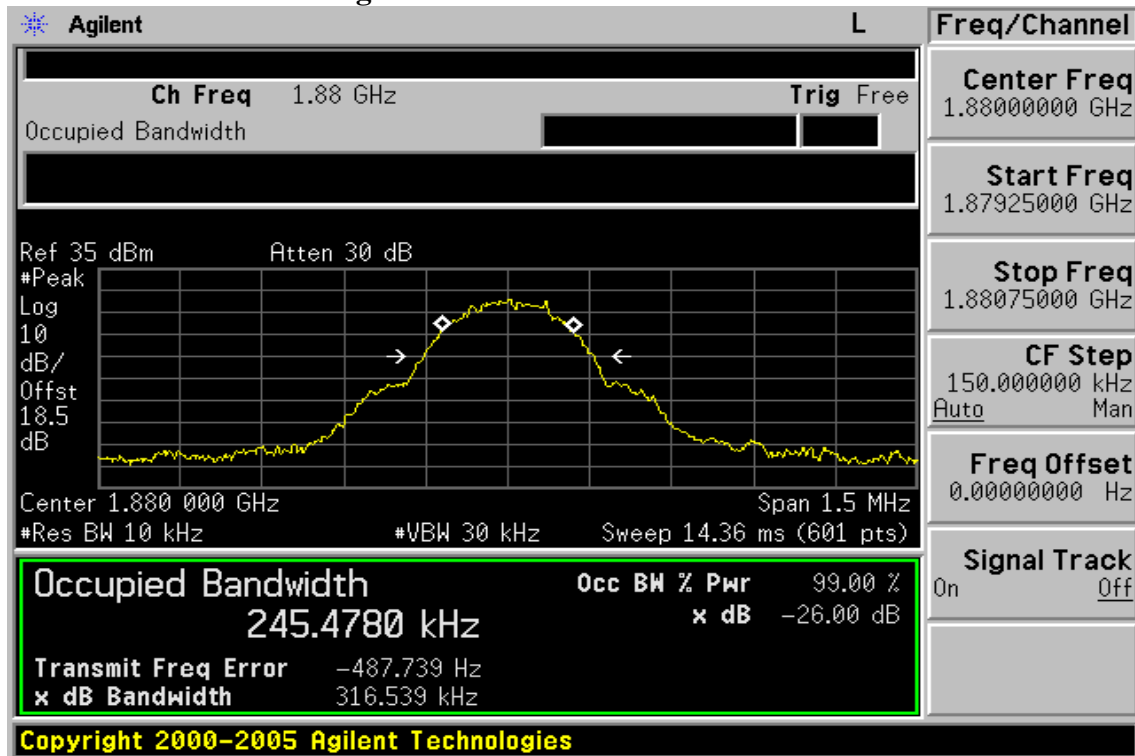 Agilent L Freq/Channel
Ch Freq 1.88 GHz Trig Free
Occupied Bandwidth
Center Freq
1.88000000 GHz
Start Freq
1.87925000 GHz
Stop Freq
1.88075000 GHz
CF Step
150.000000 kHz
Auto Man
Freq Offset
0.00000000 Hz
Signal Track
On Off
Ref 35 dBm Atten 30 dB
#Peak
Log
10
dB/
Offst
18.5
dB
Center 1.880 000 GHz Span 1.5 MHz
#Res BW 10 kHz #VBW 30 kHz Sweep 14.36 ms (601 pts)
Occupied Bandwidth Occ BW % Pwr 99.00 %
245.4780 kHz x dB -26.00 dB
Transmit Freq Error -487.739 Hz
x dB Bandwidth 316.539 kHz
Copyright 2000-2005 Agilent Technologies